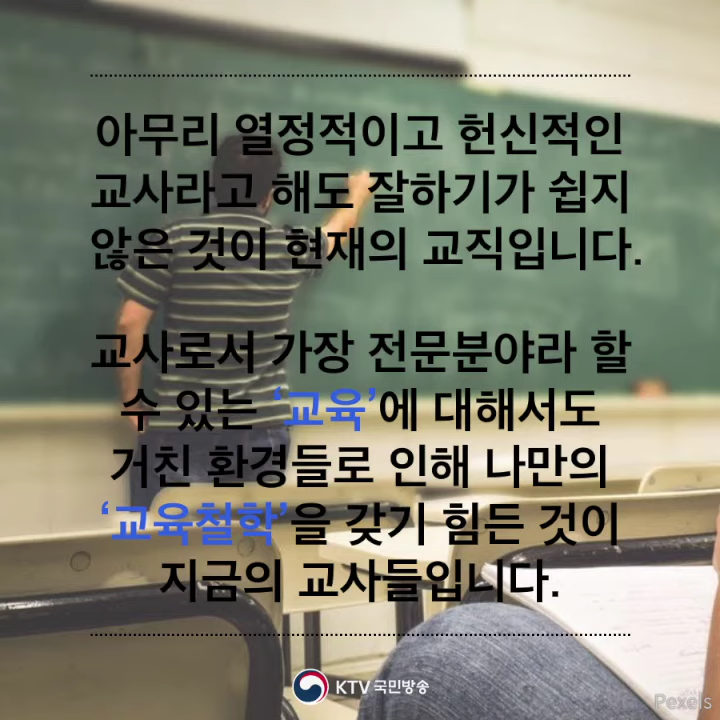 아무리 열정적이고 헌신적인
교사라고 해도 잘하기가 쉽지
않은 것이 현재의 교직입니다.
교사로서 가장 전문분야라 할
수 있는 ‘교육’에 대해서도
거친 환경들로 인해 나만의
‘교육철학’을 갖기 힘든 것이
지금의 교사들입니다.
KTV 국민방송
Pexels